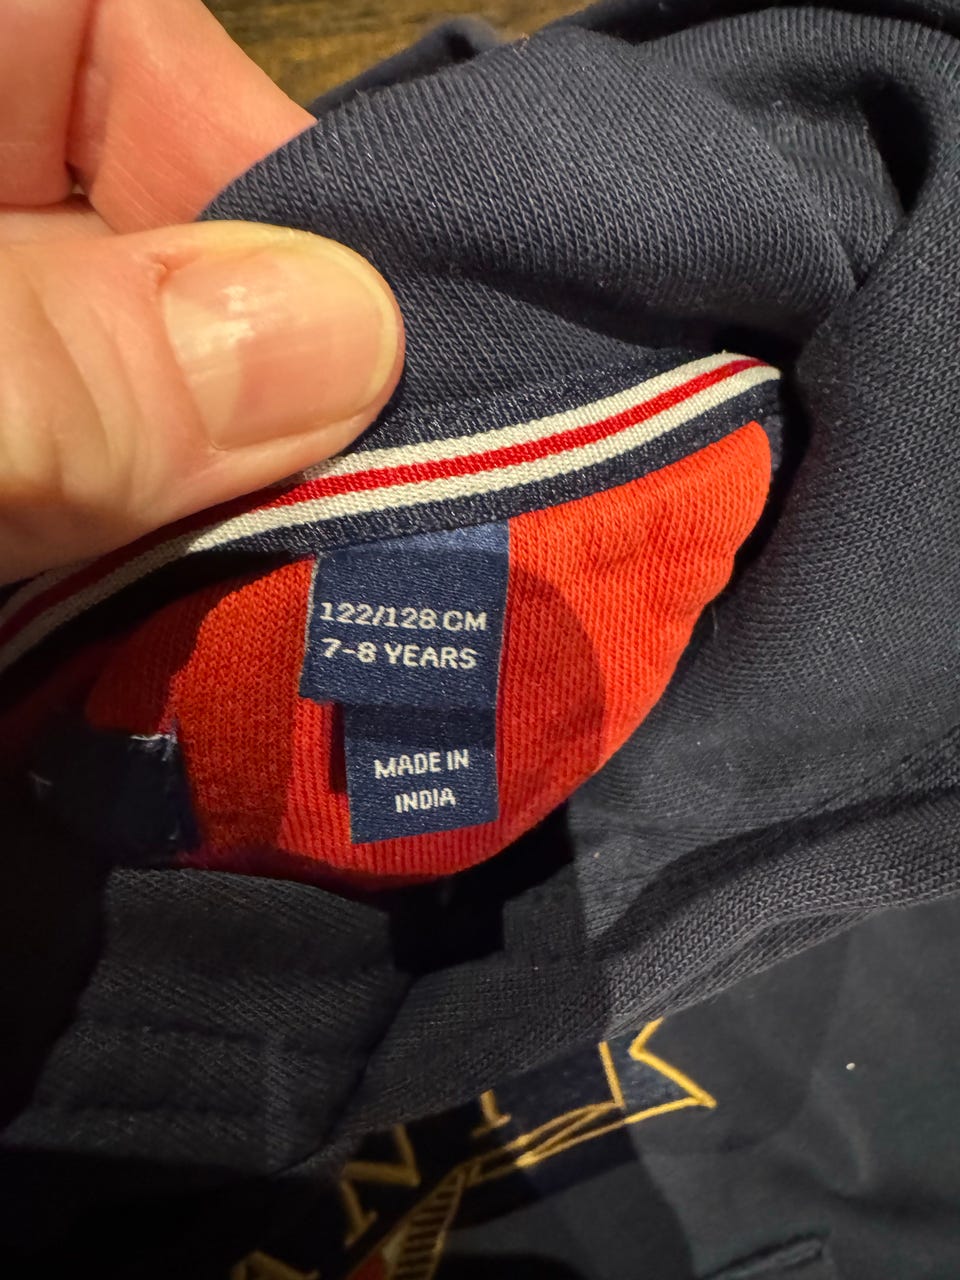 122/128 CM
7-8 YEARS
MADE IN
INDIA